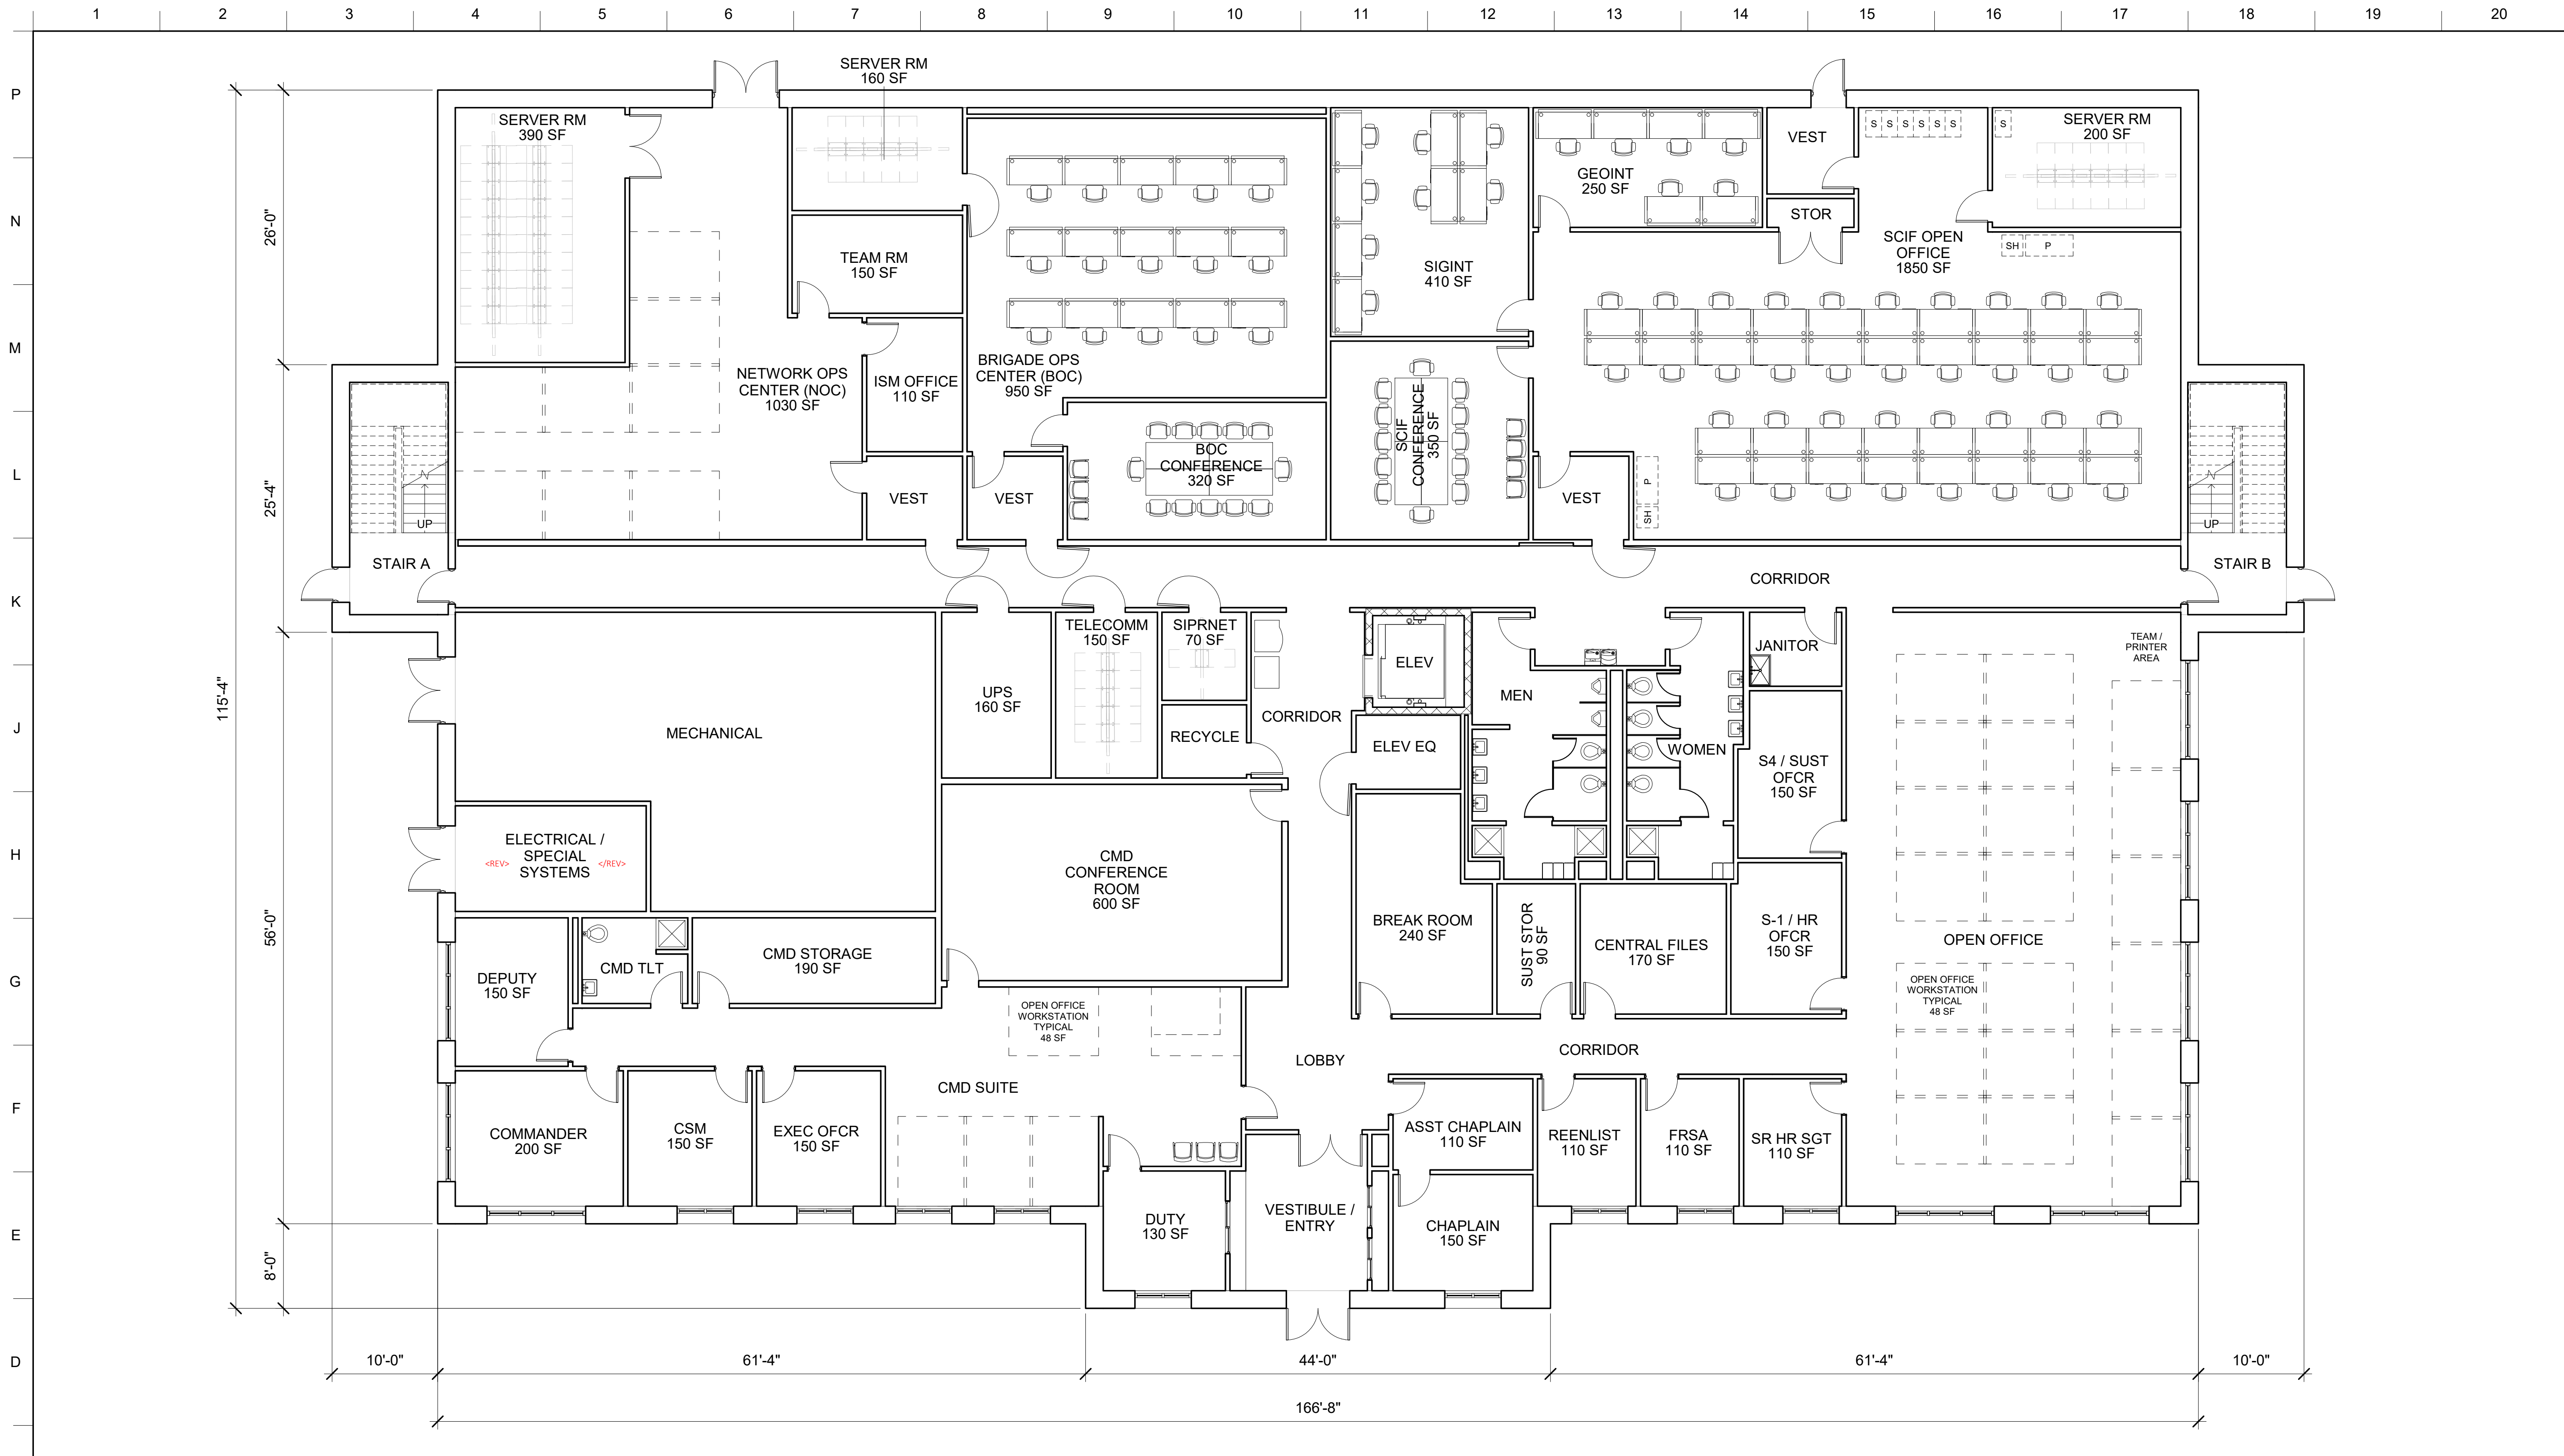 1 2 3 4 5 6 7 8 9 10 11 12 13 14 15 16 17 18 19 20
P
N
M
L
K
J
H
G
F
E
D
SERVER RM
160 SF
SERVER RM
390 SF
VEST
S S S S S S
S
SERVER RM
200 SF
GEOINT
250 SF
STOR
SCIF OPEN
OFFICE
1850 SF
SH P
TEAM RM
150 SF
SIGINT
410 SF
NETWORK OPS
CENTER (NOC)
1030 SF
ISM OFFICE
110 SF
BRIGADE OPS
CENTER (BOC)
950 SF
SCIF
CONFERENCE
350 SF
BOC
CONFERENCE
320 SF
VEST
VEST
VEST
P
SH
UP
UP
STAIR A
STAIR B
CORRIDOR
TELECOMM
150 SF
SIPRNET
70 SF
ELEV
JANITOR
TEAM /
PRINTER
AREA
UPS
160 SF
MEN
CORRIDOR
MECHANICAL
RECYCLE
ELEV EQ
WOMEN
S4 / SUST
OFCR
150 SF
ELECTRICAL /
SPECIAL
SYSTEMS
<REV> </REV>
CMD
CONFERENCE
ROOM
600 SF
BREAK ROOM
240 SF
SUST STOR
90 SF
CENTRAL FILES
170 SF
S-1 / HR
OFCR
150 SF
OPEN OFFICE
DEPUTY
150 SF
CMD TLT
CMD STORAGE
190 SF
OPEN OFFICE
WORKSTATION
TYPICAL
48 SF
OPEN OFFICE
WORKSTATION
TYPICAL
48 SF
LOBBY
CORRIDOR
CMD SUITE
COMMANDER
200 SF
CSM
150 SF
EXEC OFCR
150 SF
ASST CHAPLAIN
110 SF
REENLIST
110 SF
FRSA
110 SF
SR HR SGT
110 SF
DUTY
130 SF
VESTIBULE /
ENTRY
CHAPLAIN
150 SF
26'-0"
25'-4"
115'-4"
56'-0"
8'-0"
10'-0" 61'-4" 44'-0" 61'-4" 10'-0"
166'-8"